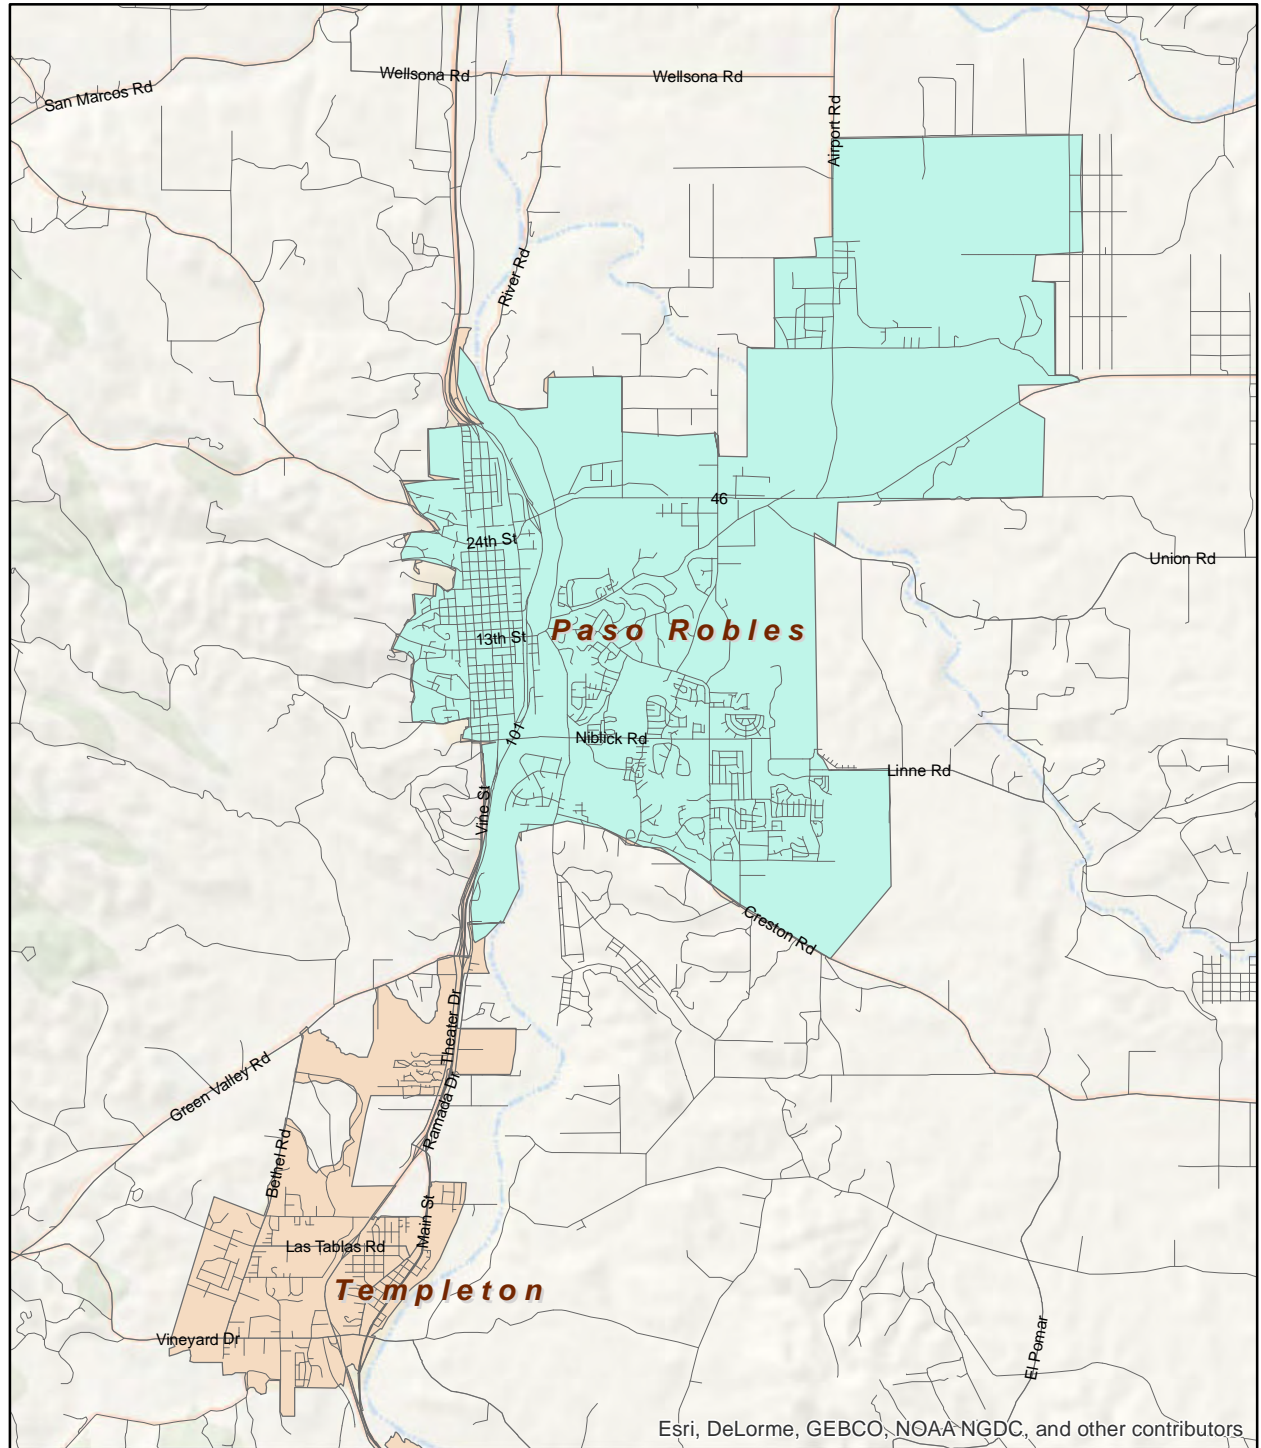 Wellsona Rd
Wellsona Rd
San Marcos Rd
Airport Rd
River Rd
46
24th St
Union Rd
Paso Robles
13th St
101
Niblick Rd
Linne Rd
Vine St
Creston Rd
Theater Dr
Green Valley Rd
Ramada Dr
Bethel Rd
Main St
Las Tablas Rd
Templeton
Vineyard Dr
El Pomar
Esri, DeLorme, GEBCO, NOAA NGDC, and other contributors